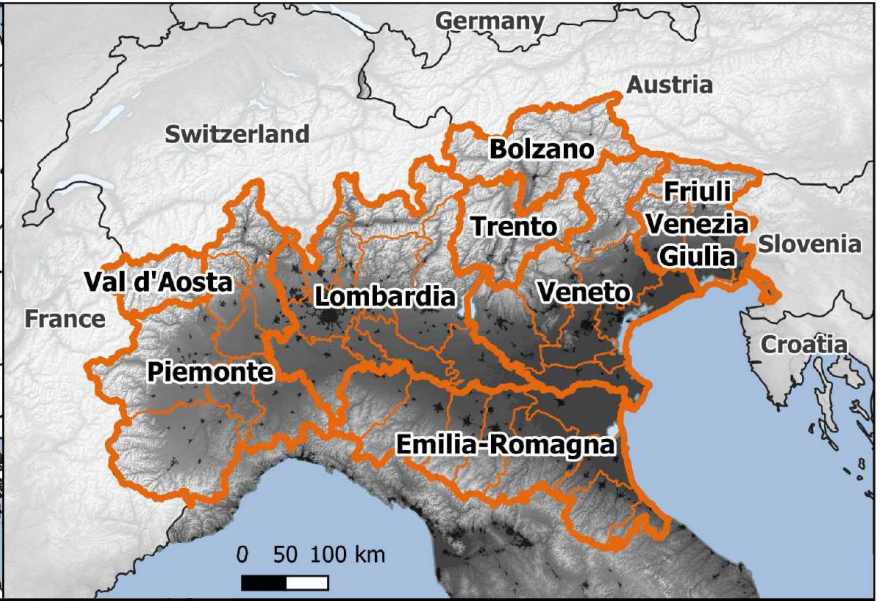 Germany
Austria
Switzerland
Bolzano
Friuli
Venezia
Giulia
Trento
Slovenia
Val d'Aosta
Lombardia
Veneto
France
Croatia
Piemonte
Emilia-Romagna
0 50 100 km